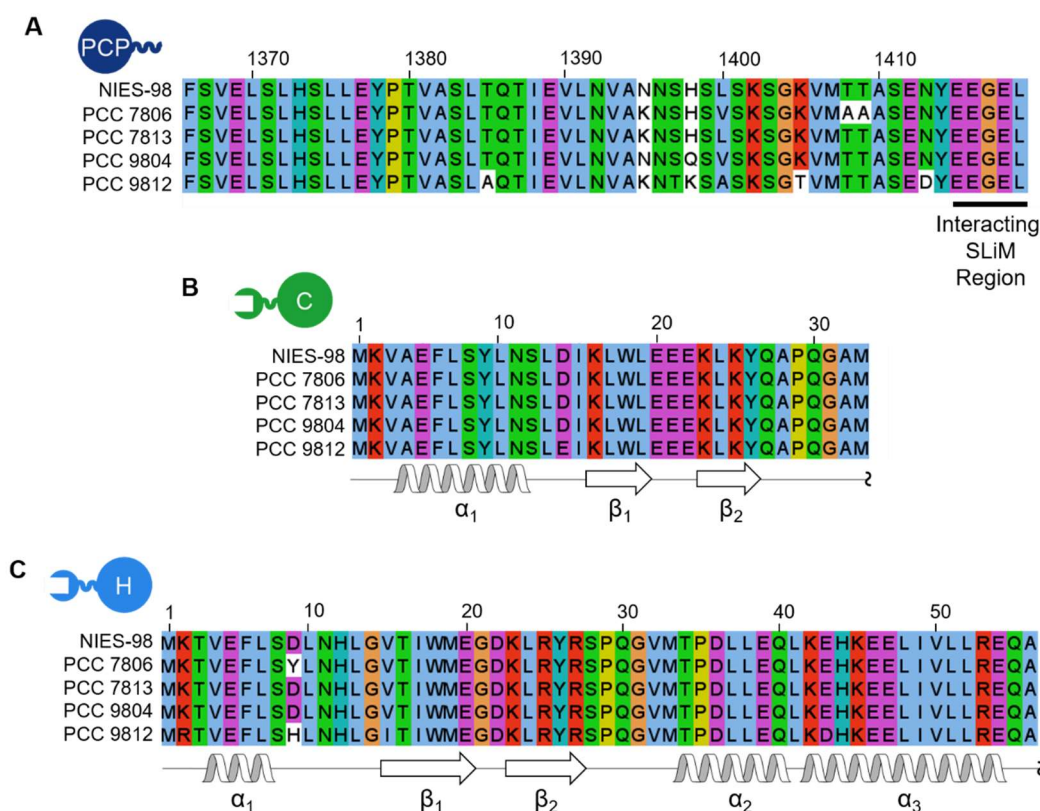 A
PCP
1370 1380 1390 1400 1410
NIES-98 FSVELSLHSLLEYPTVASLTQTIEVLNVANNSHSLSKSGKVMTTASENYEEGEL
PCC 7806 FSVELSLHSLLEYPTVASLTQTIEVLNVAKNSHSVSKSGKVMAAASENYEEGEL
PCC 7813 FSVELSLHSLLEYPTVASLTQTIEVLNVAKNSHSVSKSGKVMTTASENYEEGEL
PCC 9804 FSVELSLHSLLEYPTVASLTQTIEVLNVANNSQSVSKSGKVMTTASENYEEGEL
PCC 9812 FSVELSLHSLLEYPTVASLAQTIEVLNVAKNTKSASKSGTVMTTASEDYEEGEL
Interacting
SLiM
Region
B
C
1 10 20 30
NIES-98 MKVAEFLSYLNSLDIKLWLEEEKLKYQAPQGAM
PCC 7806 MKVAEFLSYLNSLDIKLWLEEEKLKYQAPQGAM
PCC 7813 MKVAEFLSYLNSLDIKLWLEEEKLKYQAPQGAM
PCC 9804 MKVAEFLSYLNSLDIKLWLEEEKLKYQAPQGAM
PCC 9812 MKVAEFLSYLNSLEIKLWLEEEKLKYQAPQGAM
α1 β1 β2
C
H
1 10 20 30 40 50
NIES-98 MKTVEFLSDLNHLGVTIWMEGDKLRYRSPQGVMTPDLLEQLKEHKEELIVLLREQA
PCC 7806 MKTVEFLSYLNHLGVTIWMEGDKLRYRSPQGVMTPDLLEQLKEHKEELIVLLREQA
PCC 7813 MKTVEFLSDLNHLGVTIWMEGDKLRYRSPQGVMTPDLLEQLKEHKEELIVLLREQA
PCC 9804 MKTVEFLSDLNHLGVTIWMEGDKLRYRSPQGVMTPDLLEQLKEHKEELIVLLREQA
PCC 9812 MRTVEFLSHLNHLGITIWMEGDKLRYRSPQGVMTPDLLEQLKDHKEELIVLLREQA
α1 β1 β2 α2 α3